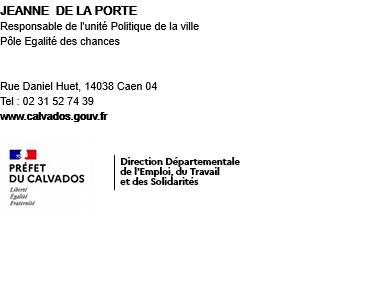 JEANNE DE LA PORTE
Responsable de l'unité Politique de la ville
Pôle Egalité des chances
Rue Daniel Huet, 14038 Caen 04
Tel : 02 31 52 74 39
www.calvados.gouv.fr
PRÉFET
DU CALVADOS
Liberté
Égalité
Fraternité
Direction Départementale
de l'Emploi, du Travail
et des Solidarités